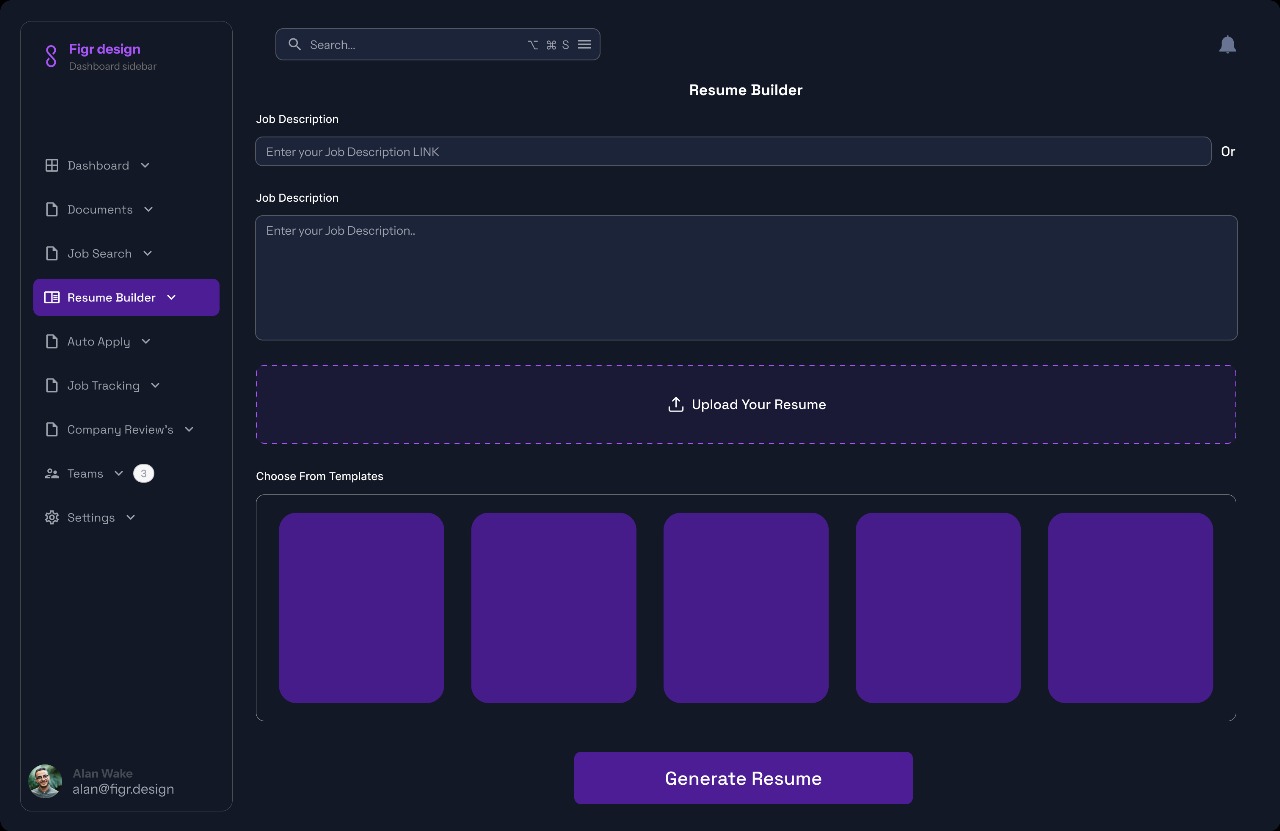 Figr design
Dashboard sidebar
Search...
⌥ ⌘ S
Resume Builder
Job Description
Enter your Job Description LINK
Or
Job Description
Enter your Job Description..
Upload Your Resume
Choose From Templates
Generate Resume
Dashboard
Documents
Job Search
Resume Builder
Auto Apply
Job Tracking
Company Review's
Teams 3
Settings
Alan Wake
alan@figr.design